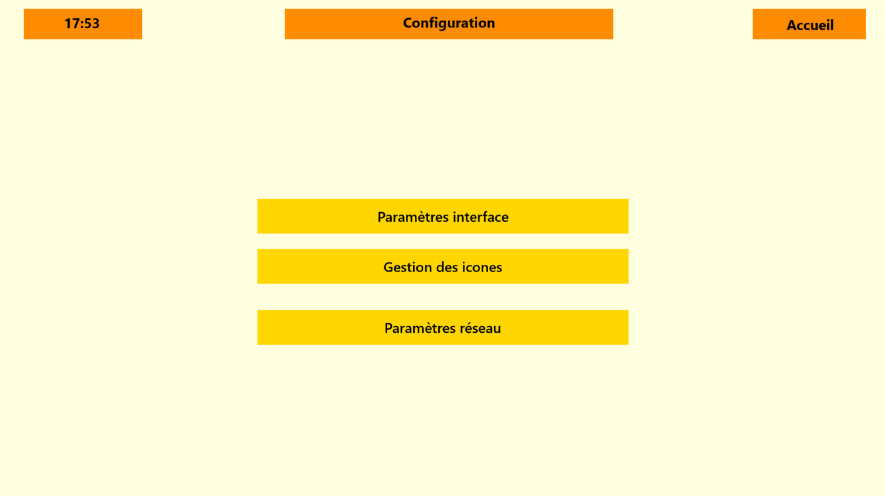 17:53
Configuration
Accueil
Paramètres interface
Gestion des icones
Paramètres réseau